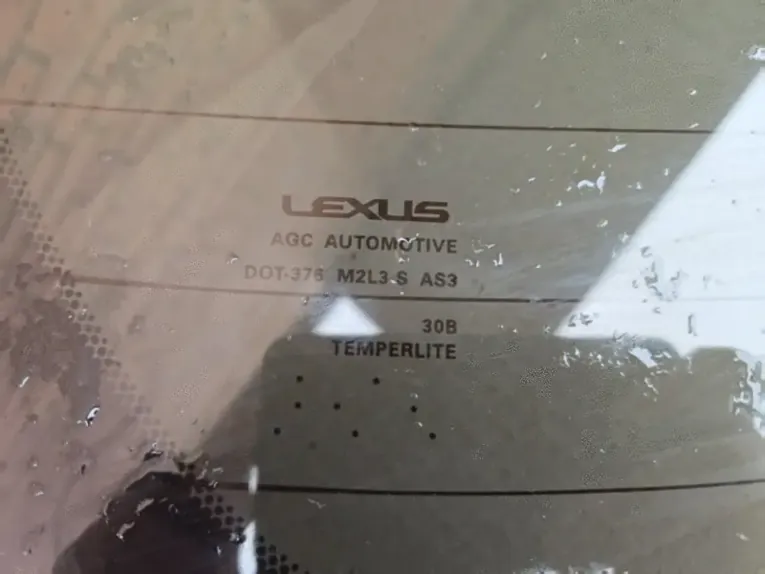 LEXUS
AGC AUTOMOTIVE
DOT-376 M2L3 S AS3
30B
TEMPERLITE